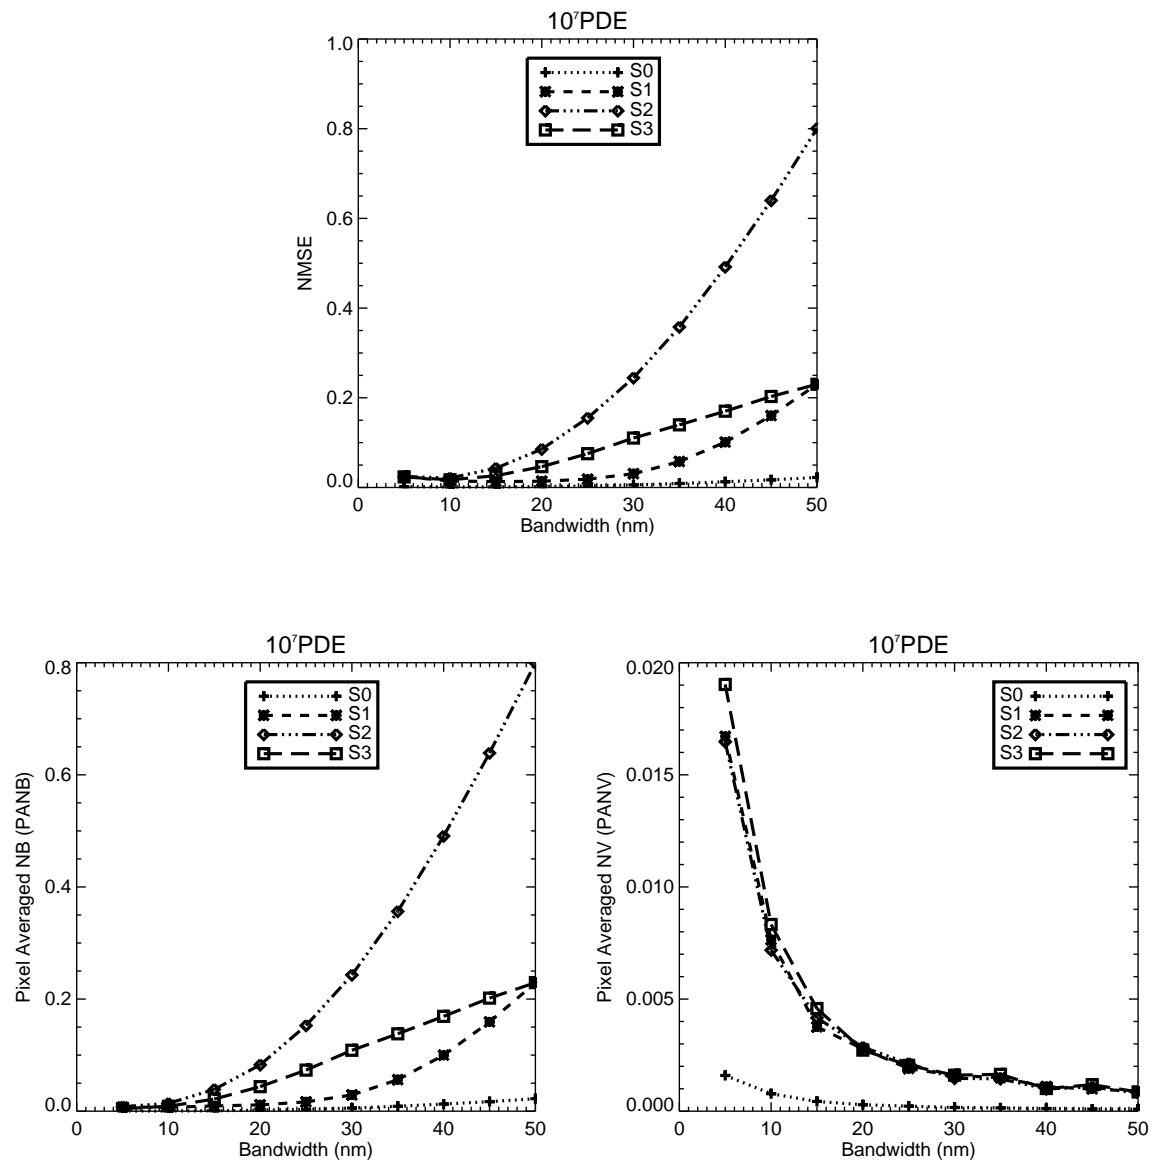 10⁷PDE
1.0
0.8
0.6
0.4
0.2
0.0
NMSE
S0
S1
S2
S3
0 10 20 30 40 50
Bandwidth (nm)
10⁷PDE
0.8
0.6
0.4
0.2
0.0
Pixel Averaged NB (PANB)
S0
S1
S2
S3
0 10 20 30 40 50
Bandwidth (nm)
10⁷PDE
0.020
0.015
0.010
0.005
0.000
Pixel Averaged NV (PANV)
S0
S1
S2
S3
0 10 20 30 40 50
Bandwidth (nm)